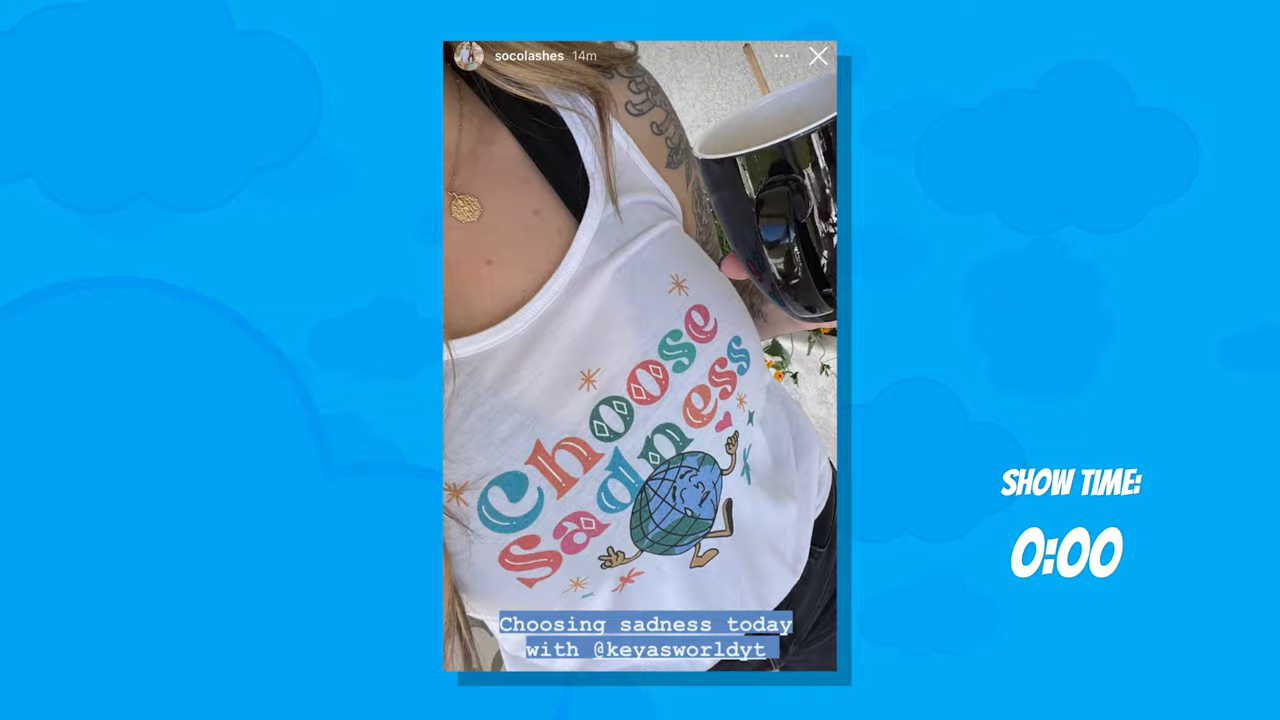 socolashes 14m
Choose
Sadness
Choosing sadness today
with @keyasworldyt
SHOW TIME:
0:00